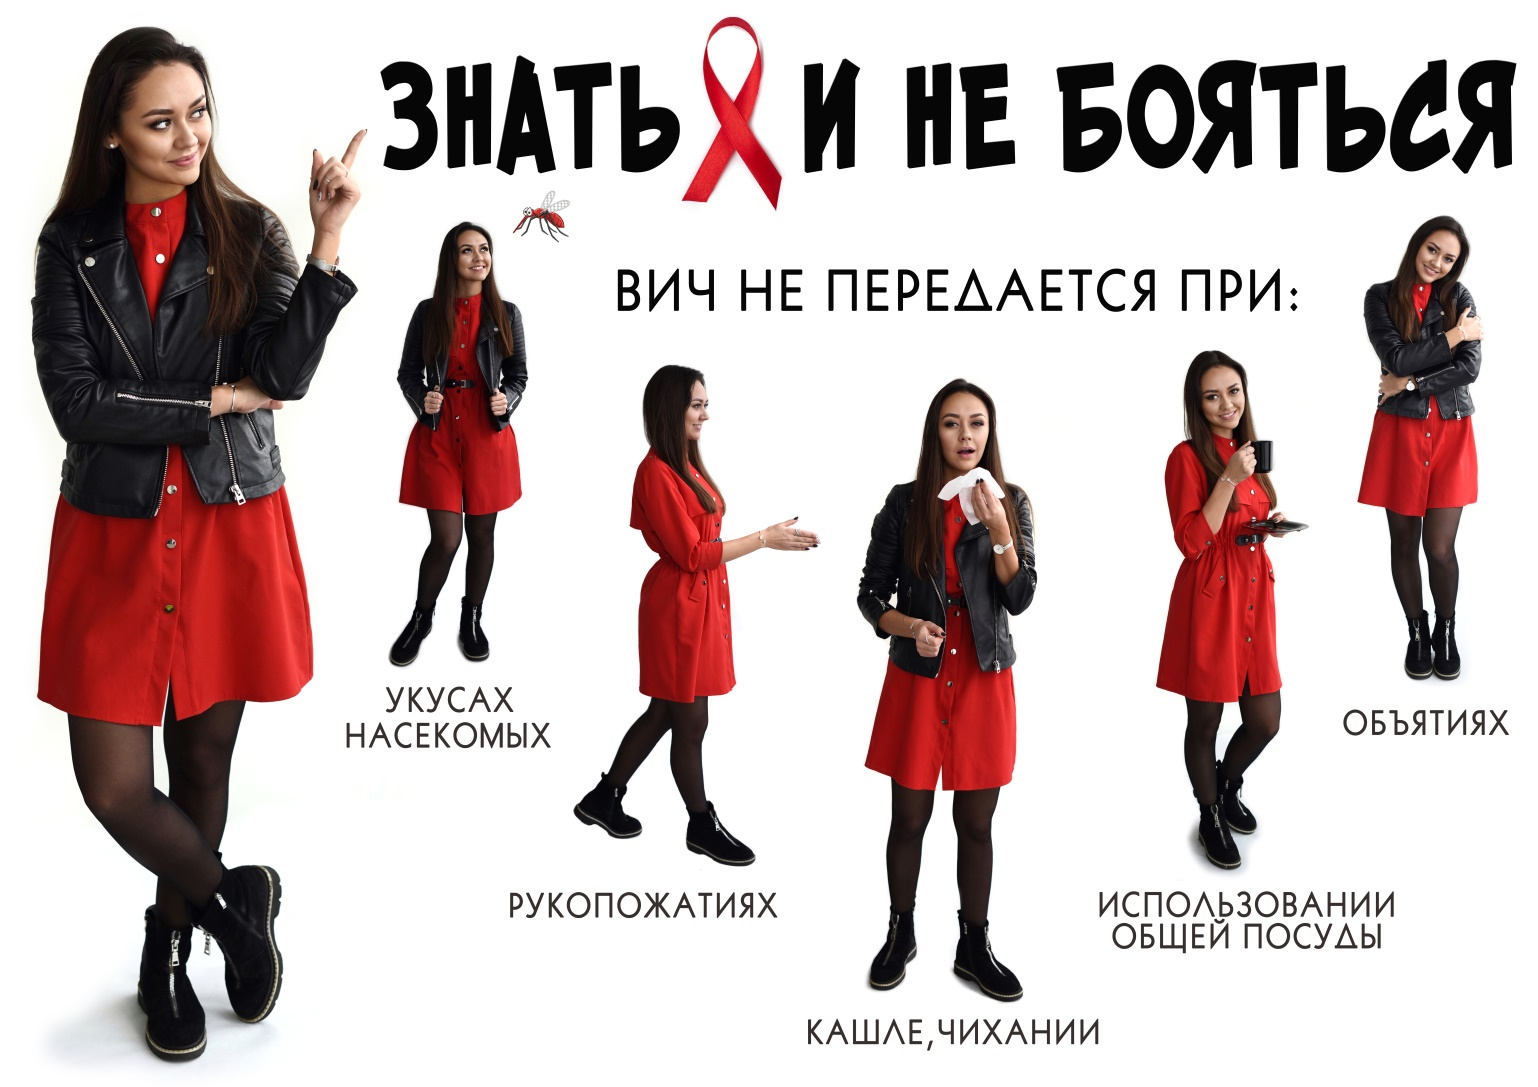 ЗНАТЬ И НЕ БОЯТЬСЯ
ВИЧ НЕ ПЕРЕДАЕТСЯ ПРИ:
УКУСАХ
НАСЕКОМЫХ
РУКОПОЖАТИЯХ
КАШЛЕ,ЧИХАНИИ
ИСПОЛЬЗОВАНИИ
ОБЩЕЙ ПОСУДЫ
ОБЪЯТИЯХ